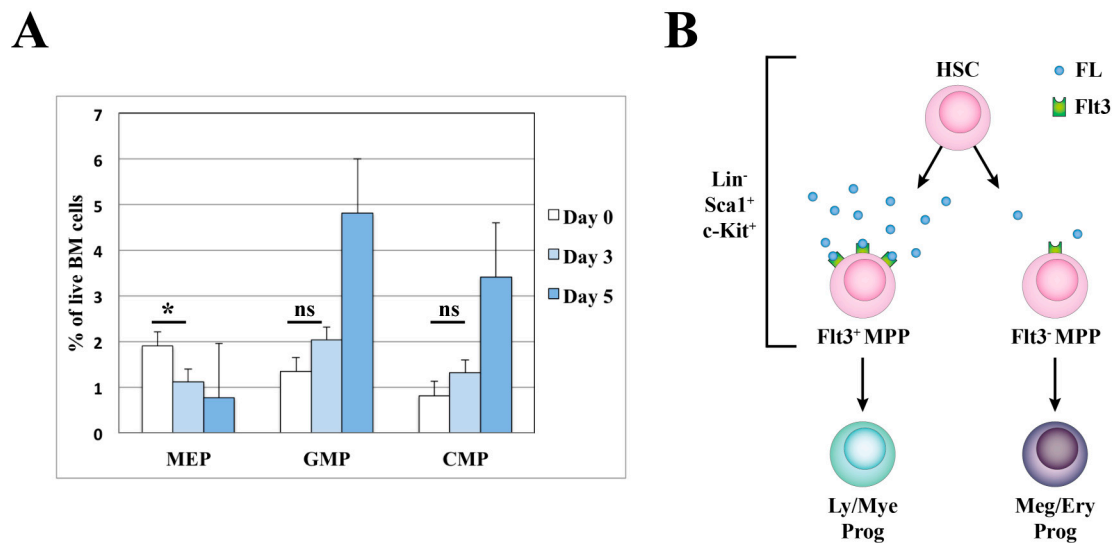 A
7
6
5
4
3
2
1
0
% of live BM cells
*
ns
ns
MEP
GMP
CMP
Day 0
Day 3
Day 5
B
HSC
FL
Flt3
Lin⁻
Sca1⁺
c-Kit⁺
Flt3⁺ MPP
Flt3⁻ MPP
Ly/Mye
Prog
Meg/Ery
Prog